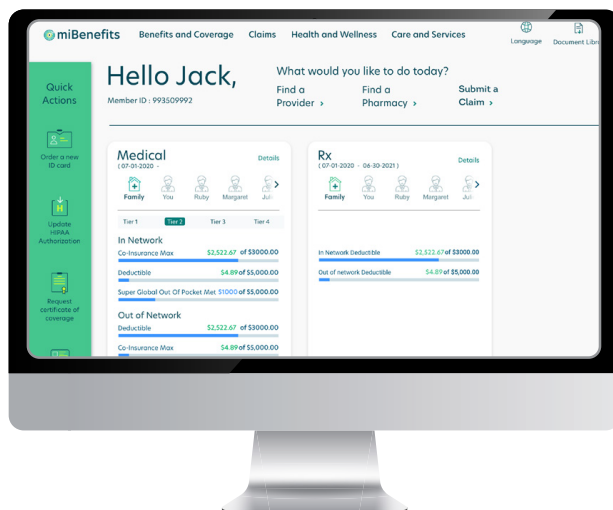 miBenefits
Benefits and Coverage
Claims
Health and Wellness
Care and Services
Language
Document Libr
Quick
Actions
Order a new
ID card
Update
HIPAA
Authorization
Request
certificate of
coverage
Hello Jack,
Member ID : 993509992
What would you like to do today?
Find a
Provider ›
Find a
Pharmacy ›
Submit a
Claim ›
Medical
( 07-01-2020 -
Details
Family
You
Ruby
Margaret
Tier 1
Tier 2
Tier 3
Tier 4
In Network
Co-Insurance Max $2,522.67 of $3000.00
Deductible $4.89 of $5,000.00
Super Global Out Of Pocket Met $1000 of $5,000.00
Out of Network
Deductible $2,522.67 of $3000.00
Co-Insurance Max $4.89 of $5,000.00
Rx
( 07-01-2020 - 06-30-2021 )
Details
Family
You
Ruby
Margaret
In Network Deductible $2,522.67 of $3000.00
Out of network Deductible $4.89 of $5,000.00